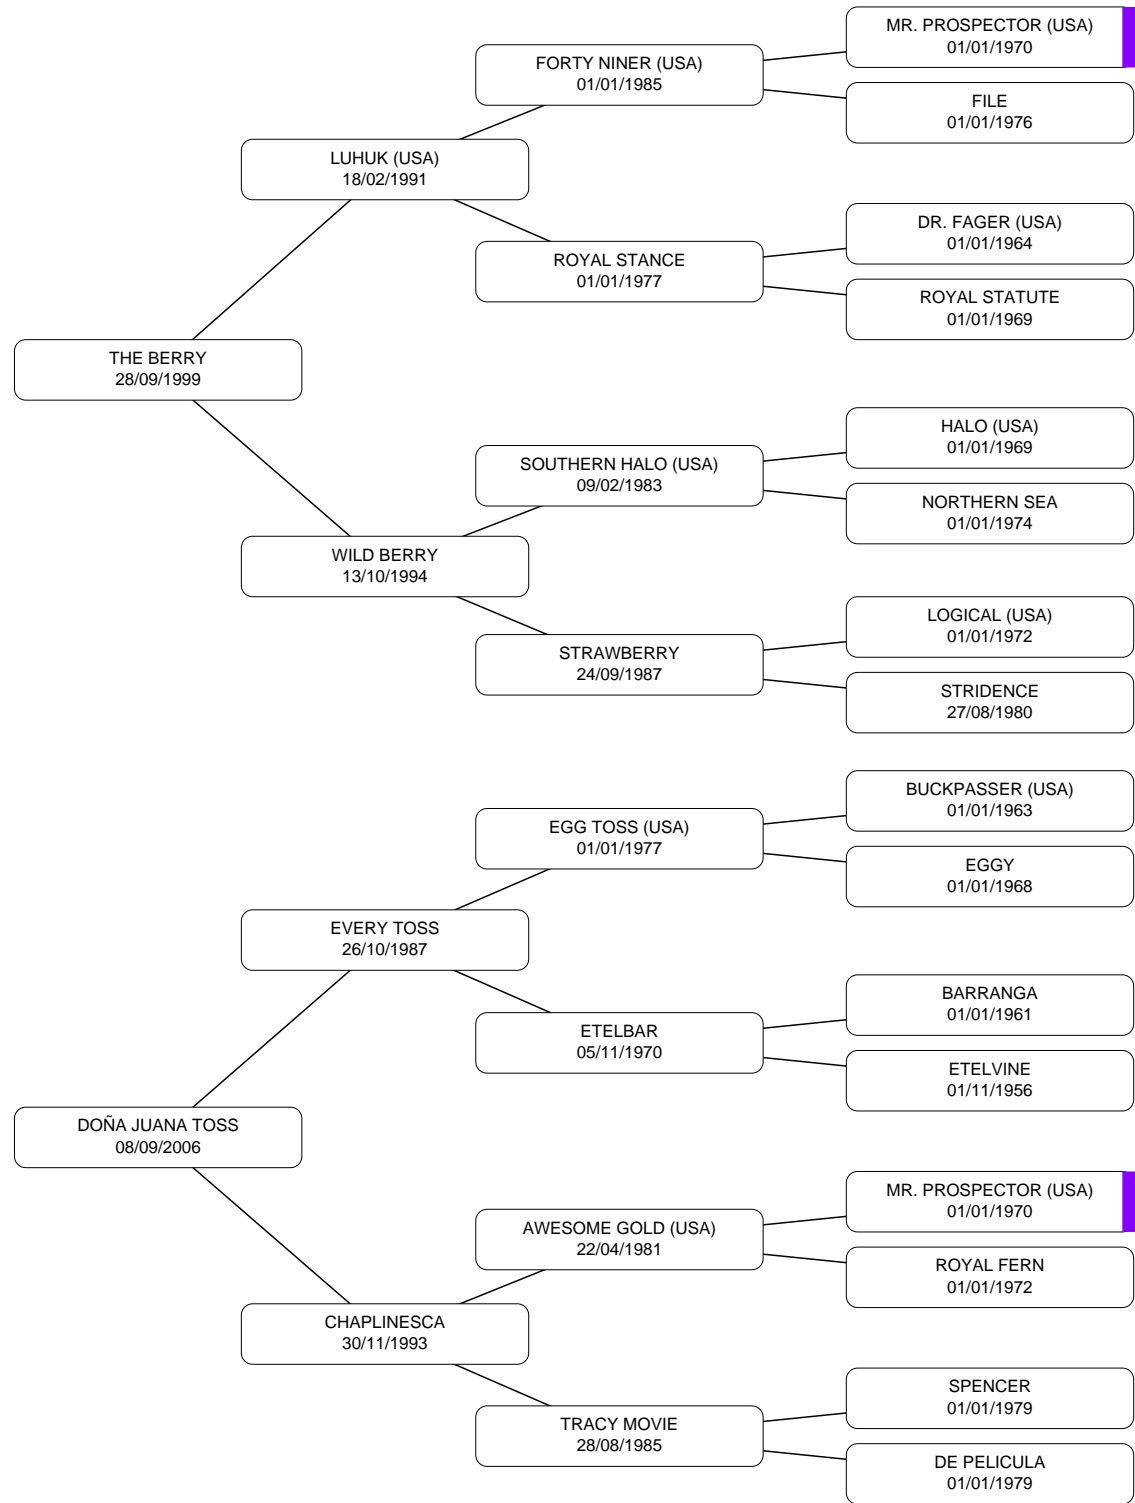 MR. PROSPECTOR (USA)
01/01/1970
FORTY NINER (USA)
01/01/1985
FILE
01/01/1976
LUHUK (USA)
18/02/1991
DR. FAGER (USA)
01/01/1964
ROYAL STANCE
01/01/1977
ROYAL STATUTE
01/01/1969
THE BERRY
28/09/1999
HALO (USA)
01/01/1969
SOUTHERN HALO (USA)
09/02/1983
NORTHERN SEA
01/01/1974
WILD BERRY
13/10/1994
LOGICAL (USA)
01/01/1972
STRAWBERRY
24/09/1987
STRIDENCE
27/08/1980
BUCKPASSER (USA)
01/01/1963
EGG TOSS (USA)
01/01/1977
EGGY
01/01/1968
EVERY TOSS
26/10/1987
BARRANGA
01/01/1961
ETELBAR
05/11/1970
ETELVINE
01/11/1956
DOÑA JUANA TOSS
08/09/2006
MR. PROSPECTOR (USA)
01/01/1970
AWESOME GOLD (USA)
22/04/1981
ROYAL FERN
01/01/1972
CHAPLINESCA
30/11/1993
SPENCER
01/01/1979
TRACY MOVIE
28/08/1985
DE PELICULA
01/01/1979